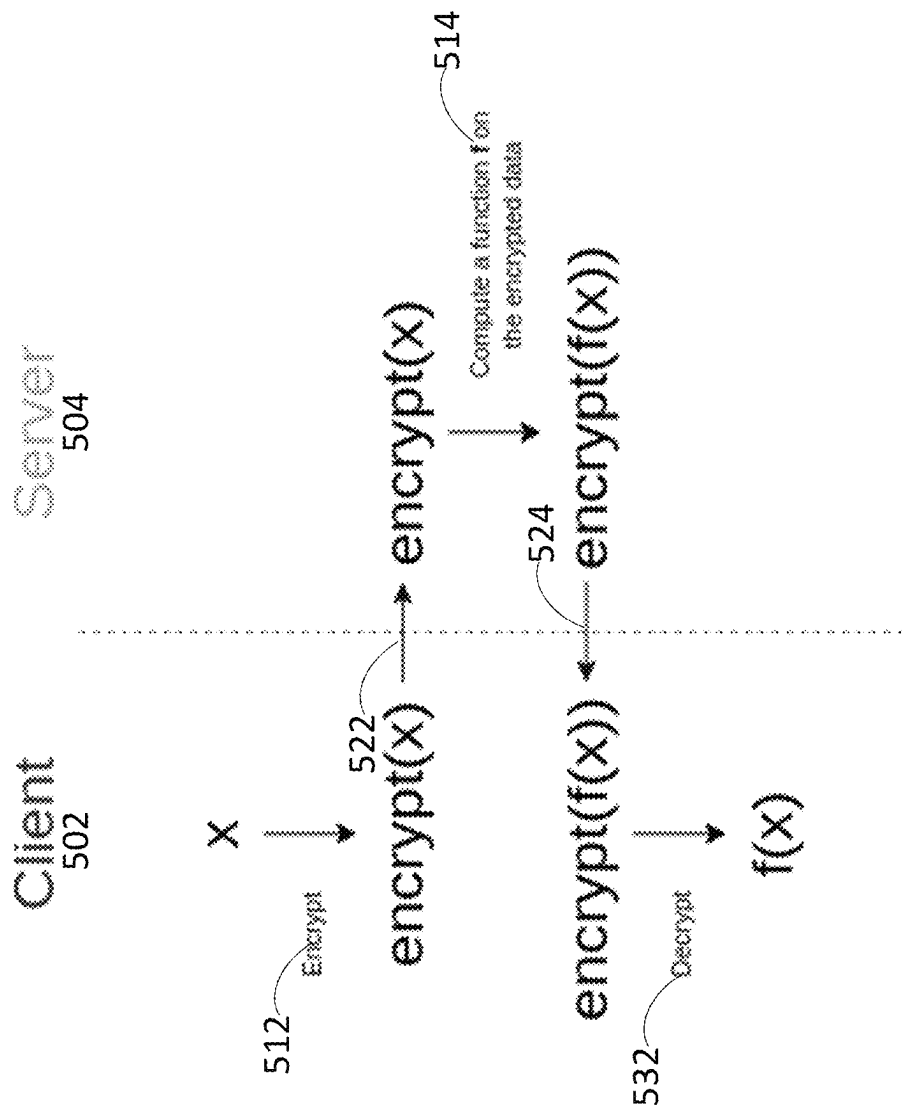 Client
502
Server
504
x
512
Encrypt
encrypt(x)
522
encrypt(x)
Compute a function f on
the encrypted data
514
encrypt(f(x))
524
encrypt(f(x))
532
Decrypt
f(x)